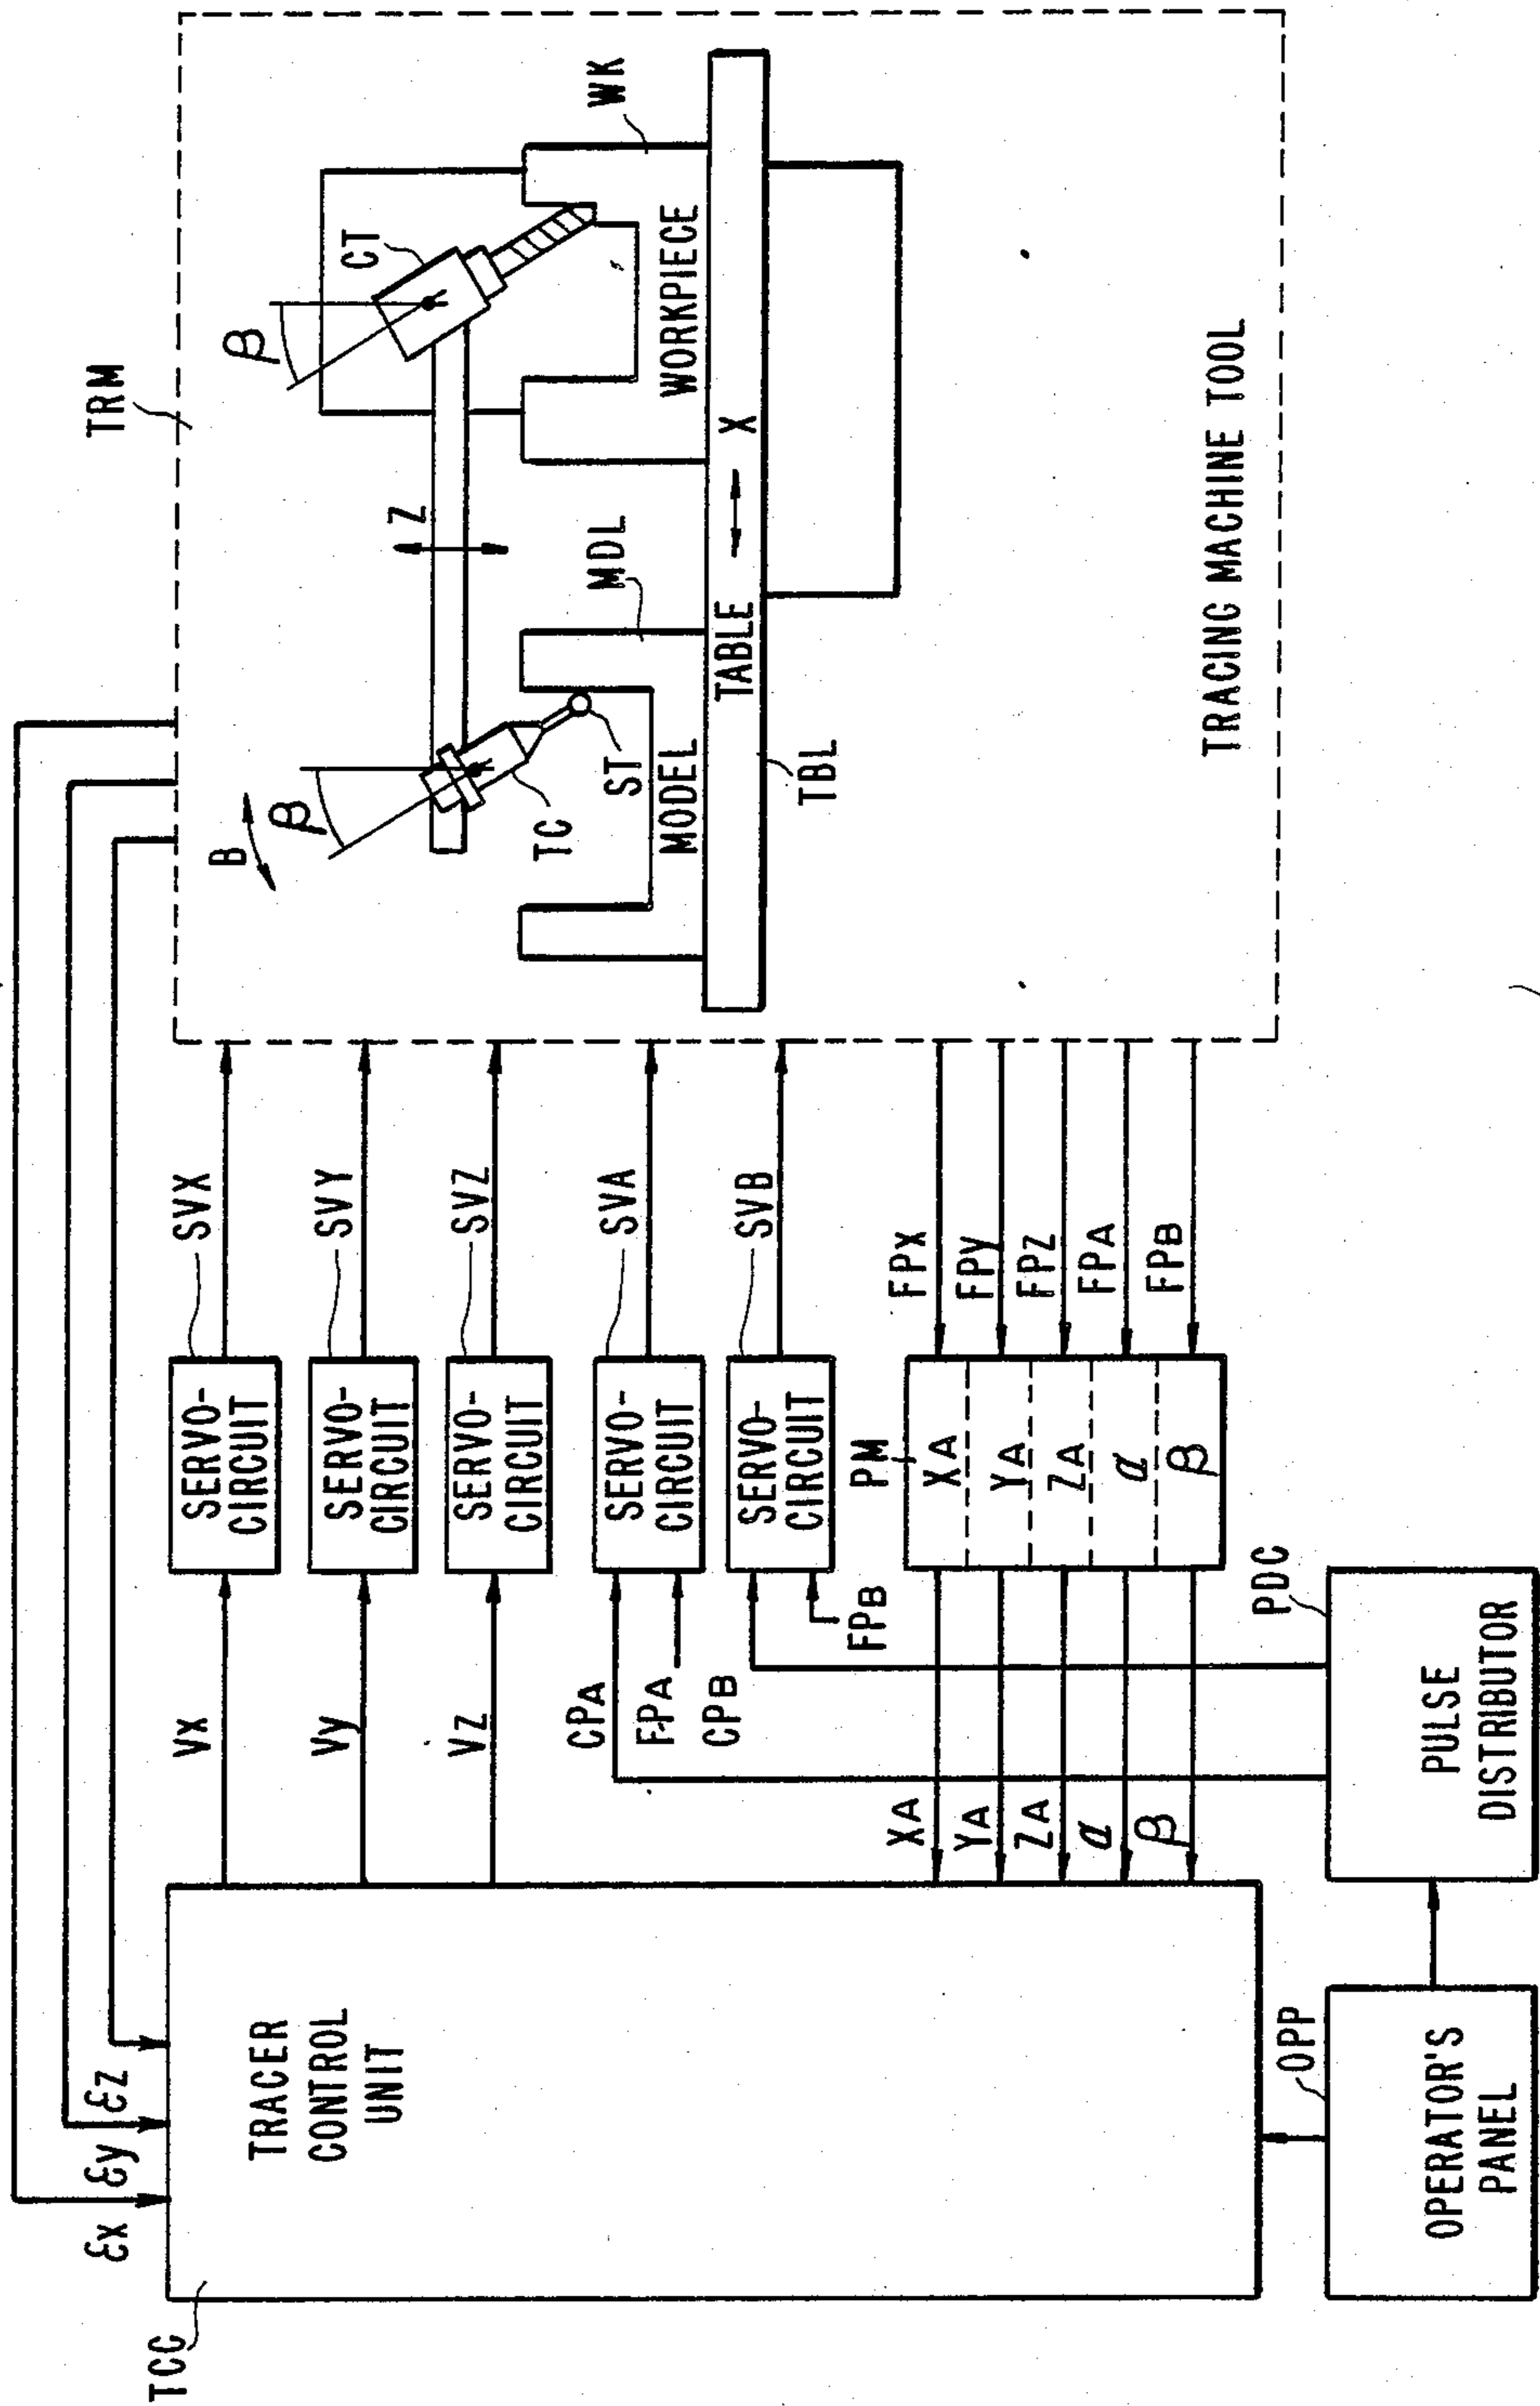 TCC
εx
εy
εz
TRACER
CONTROL
UNIT
Vx
Vy
Vz
CPA
FPA
CPB
FPB
SERVO-
CIRCUIT
SVX
SERVO-
CIRCUIT
SVY
SERVO-
CIRCUIT
SVZ
SERVO-
CIRCUIT
SVA
SERVO-
CIRCUIT
SVB
XA
YA
ZA
α
β
PM
XA
YA
ZA
α
β
FPX
FPY
FPZ
FPA
FPB
OPP
OPERATOR'S
PANEL
PDC
PULSE
DISTRIBUTOR
TRM
B
β
β
Z
CT
TC
ST
MDL
WK
MODEL
WORKPIECE
TABLE
X
TBL
TRACING MACHINE TOOL